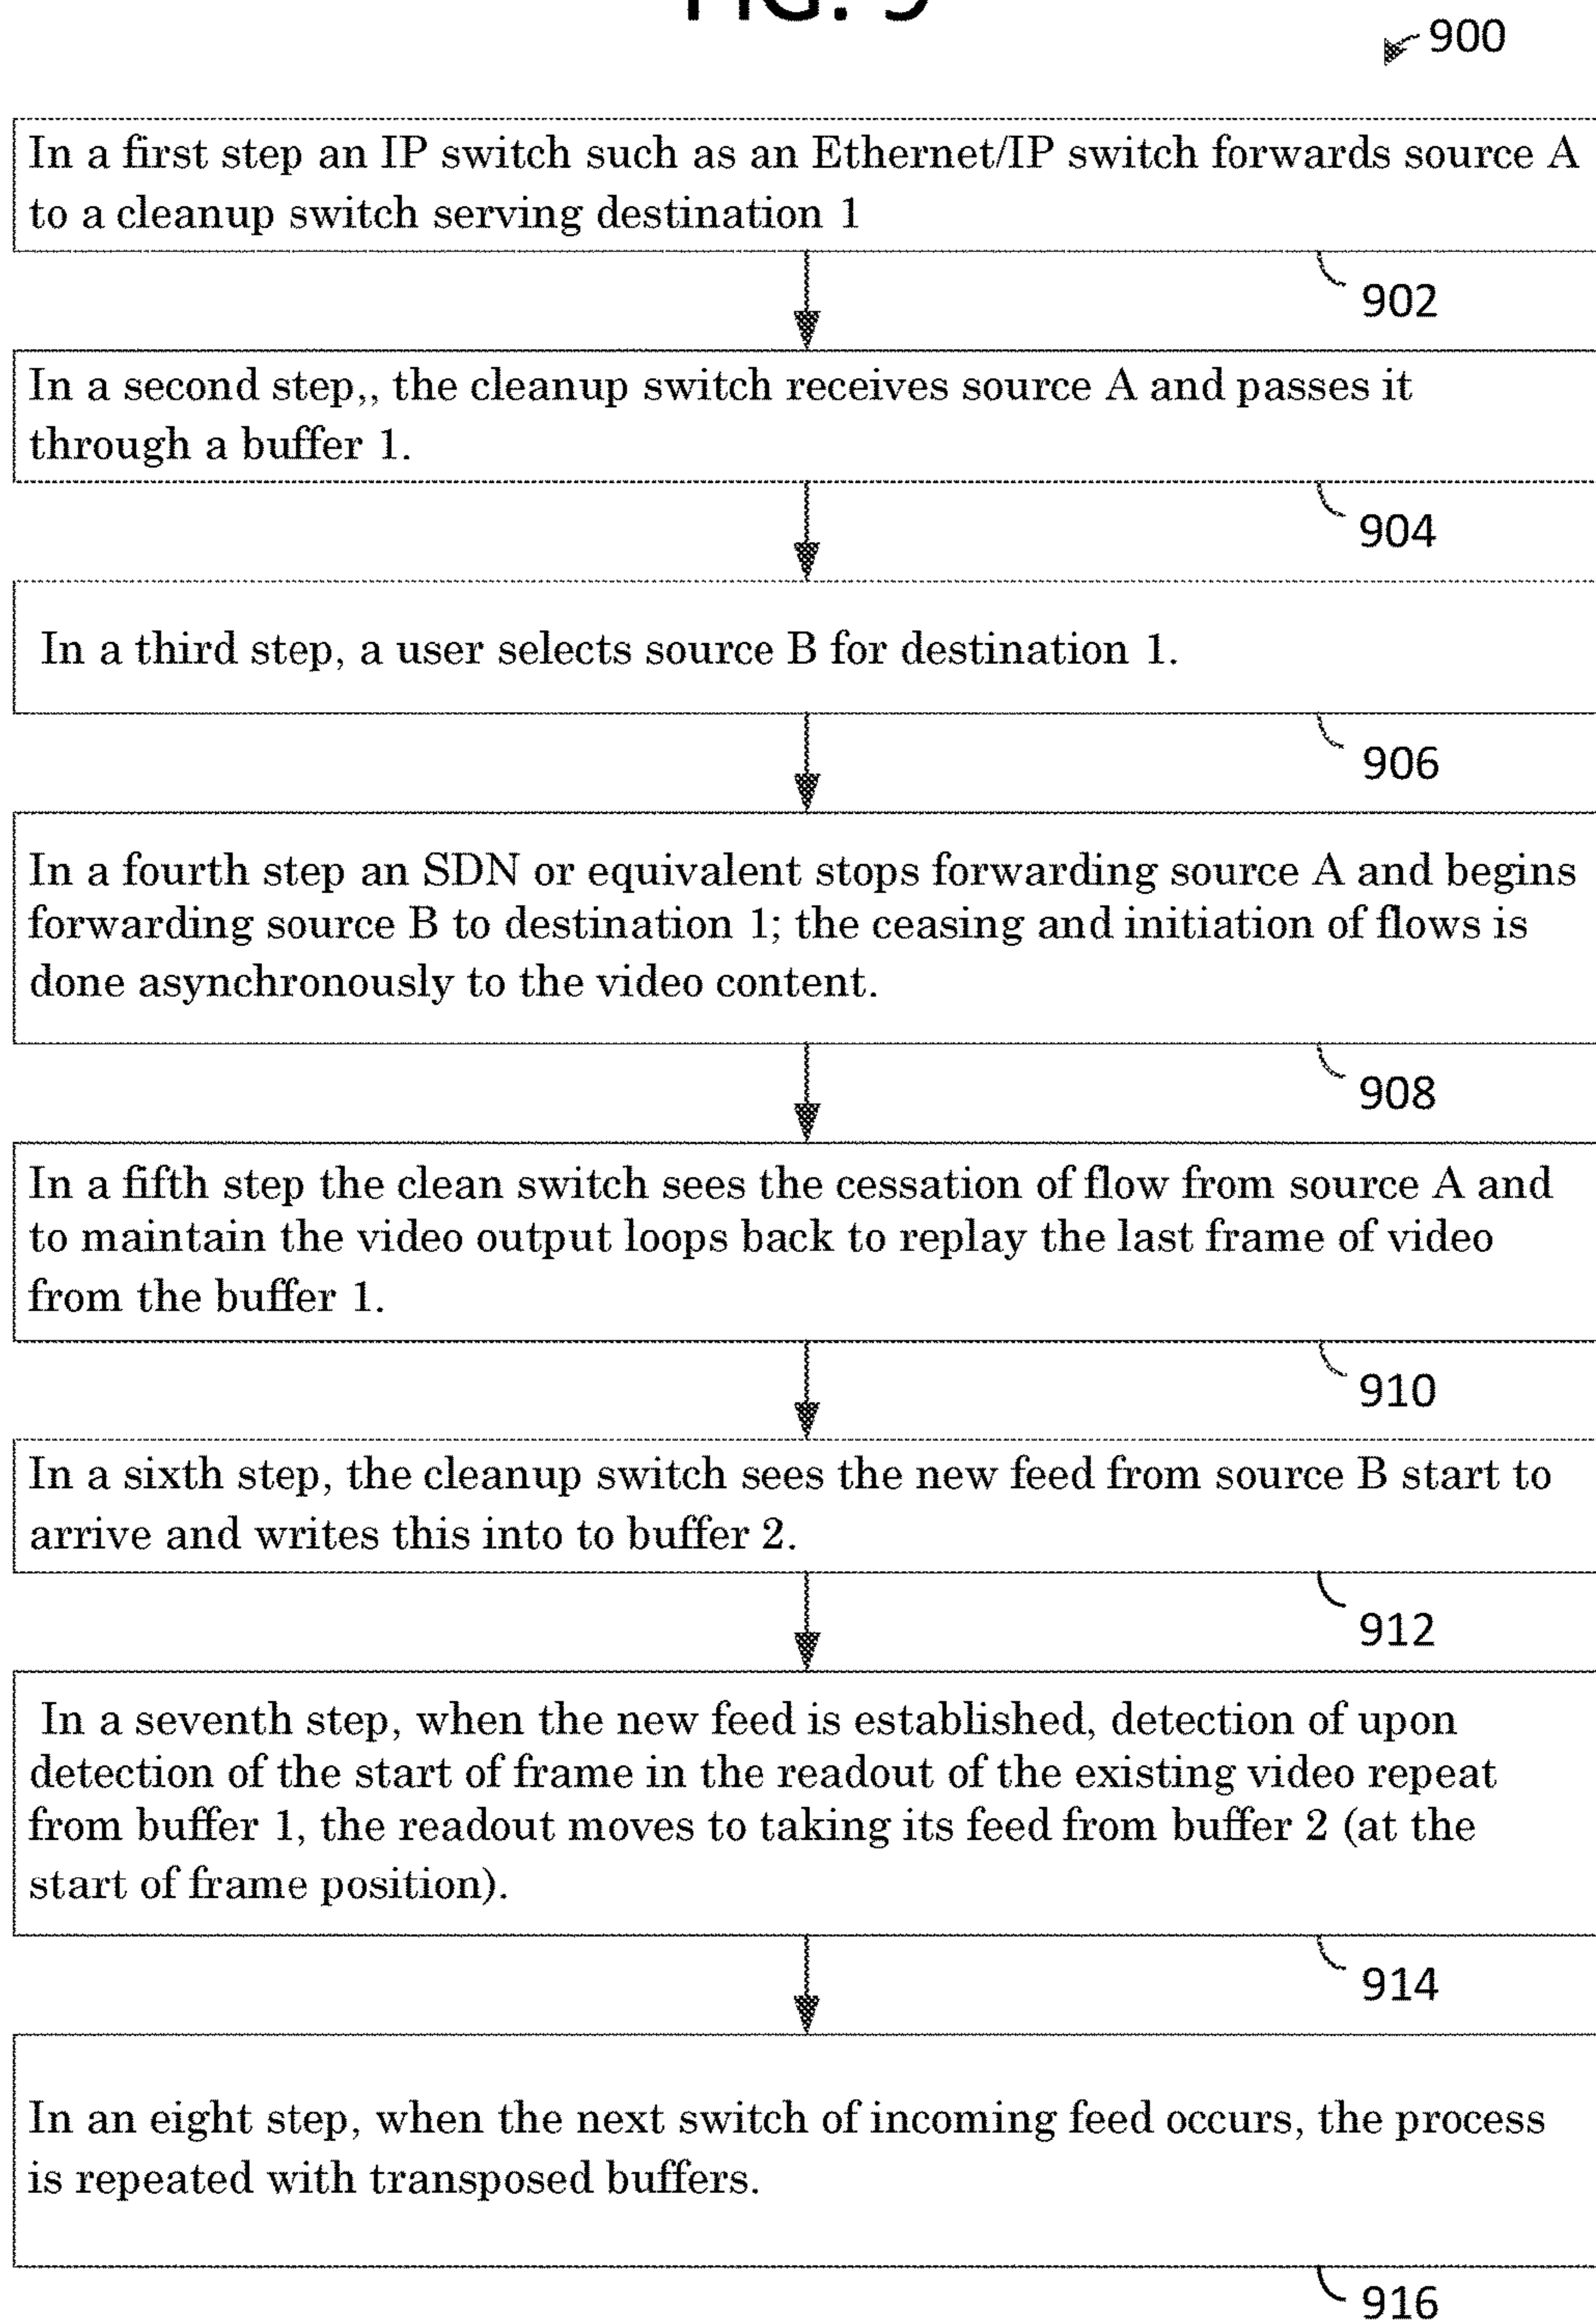 FIG. 9
900
In a first step an IP switch such as an Ethernet/IP switch forwards source A
to a cleanup switch serving destination 1
902
In a second step,, the cleanup switch receives source A and passes it
through a buffer 1.
904
In a third step, a user selects source B for destination 1.
906
In a fourth step an SDN or equivalent stops forwarding source A and begins
forwarding source B to destination 1; the ceasing and initiation of flows is
done asynchronously to the video content.
908
In a fifth step the clean switch sees the cessation of flow from source A and
to maintain the video output loops back to replay the last frame of video
from the buffer 1.
910
In a sixth step, the cleanup switch sees the new feed from source B start to
arrive and writes this into to buffer 2.
912
In a seventh step, when the new feed is established, detection of upon
detection of the start of frame in the readout of the existing video repeat
from buffer 1, the readout moves to taking its feed from buffer 2 (at the
start of frame position).
914
In an eight step, when the next switch of incoming feed occurs, the process
is repeated with transposed buffers.
916